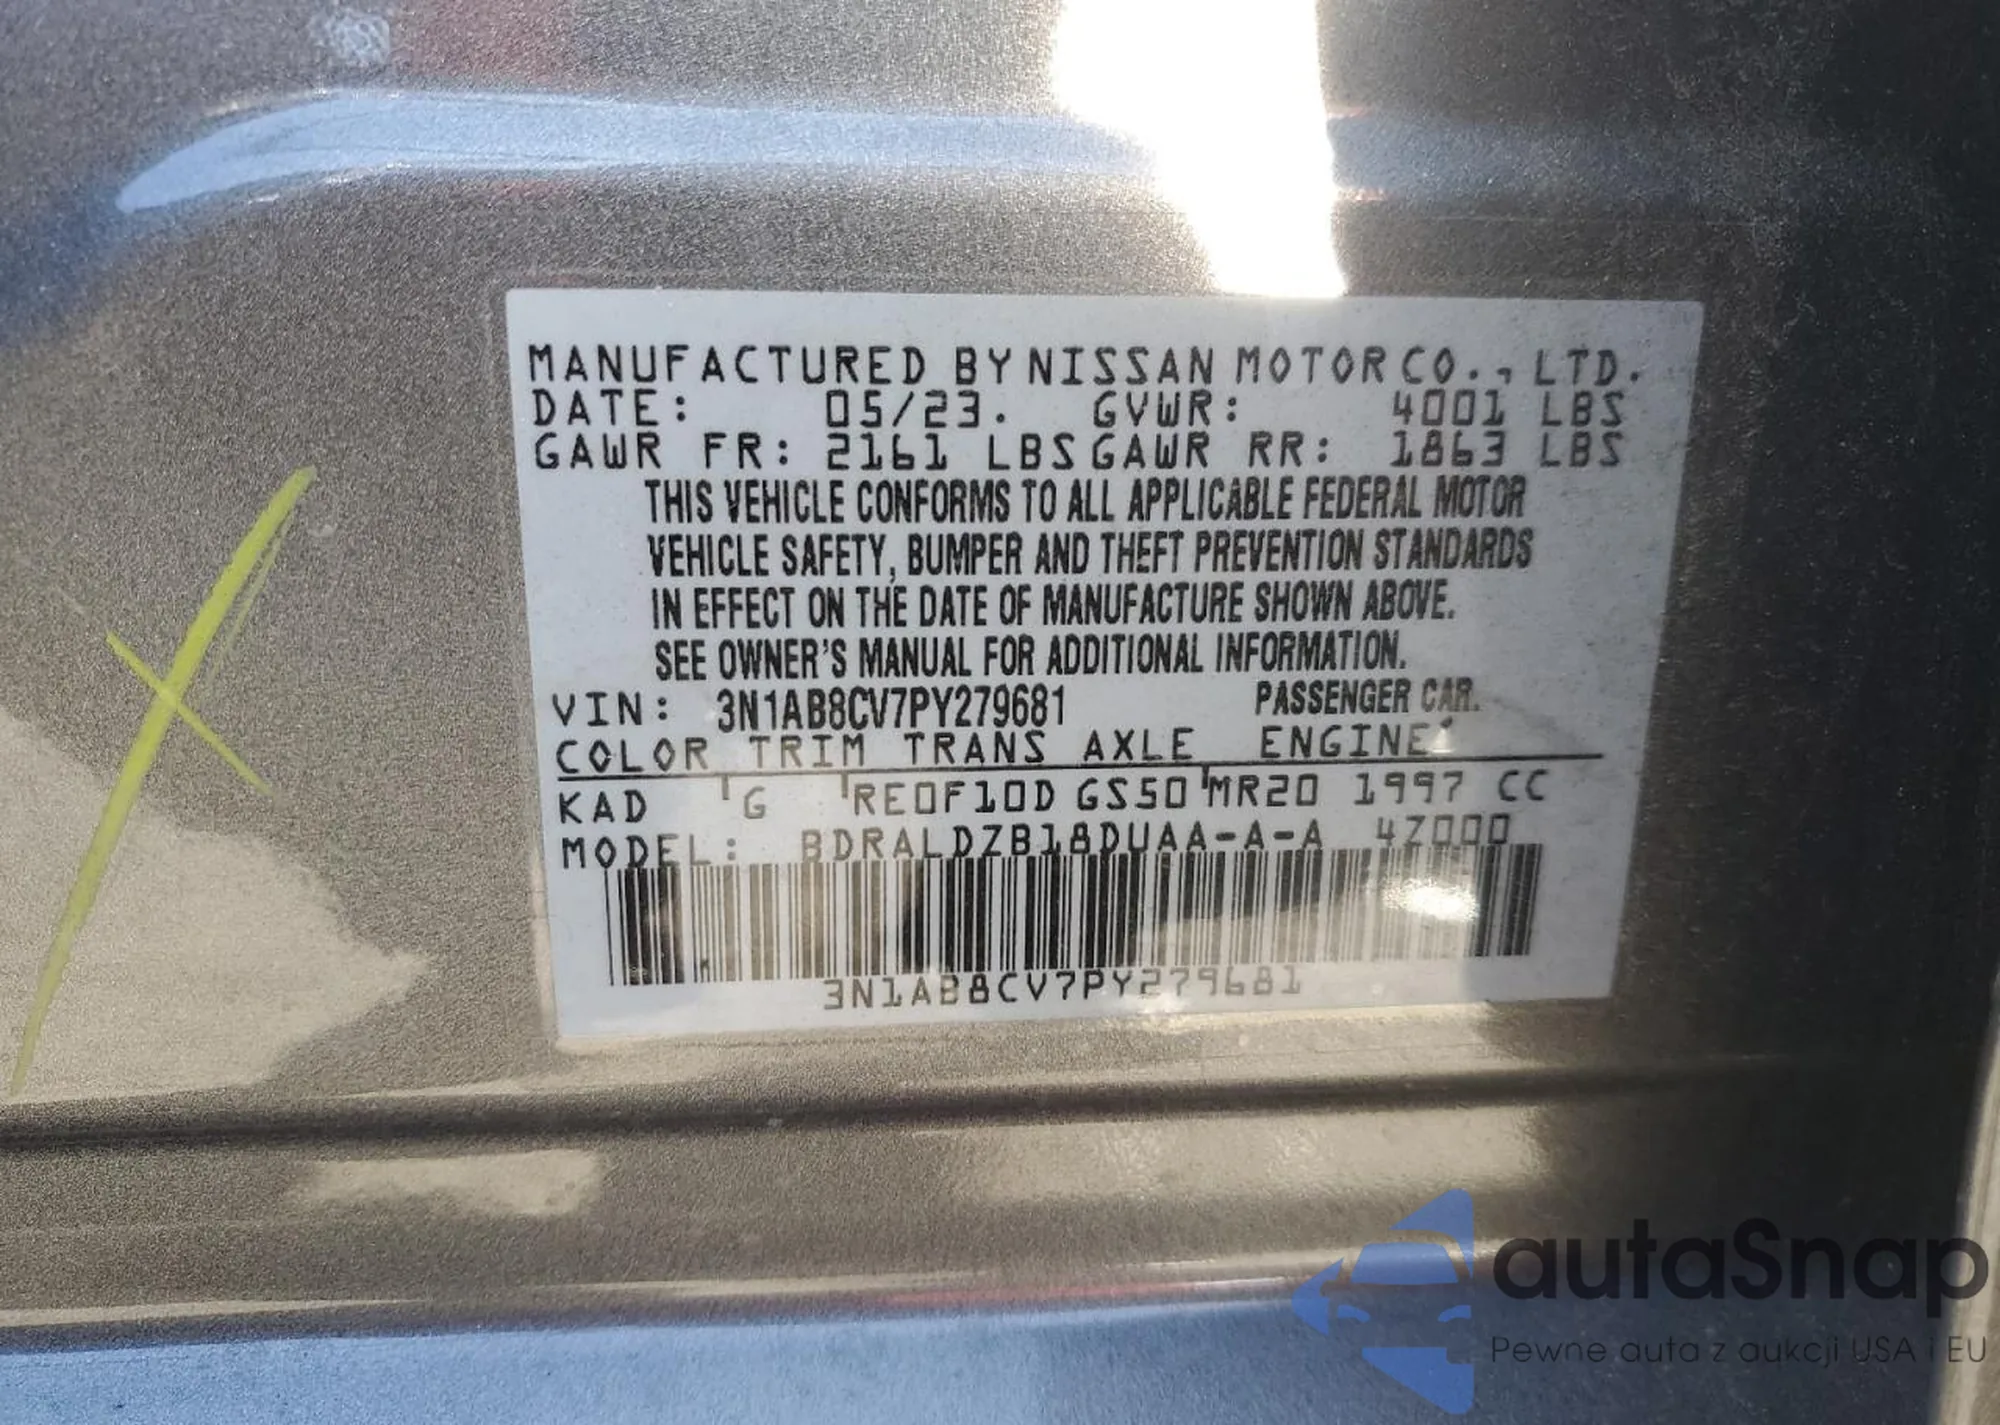 MANUFACTURED BY NISSAN MOTOR CO., LTD.
DATE: 05/23. GVWR: 4001 LBS
GAWR FR: 2161 LBS GAWR RR: 1863 LBS
THIS VEHICLE CONFORMS TO ALL APPLICABLE FEDERAL MOTOR
VEHICLE SAFETY, BUMPER AND THEFT PREVENTION STANDARDS
IN EFFECT ON THE DATE OF MANUFACTURE SHOWN ABOVE.
SEE OWNER'S MANUAL FOR ADDITIONAL INFORMATION.
VIN: 3N1AB8CV7PY279681 PASSENGER CAR.
COLOR TRIM TRANS AXLE ENGINE:
KAD G RE0F10D GS50 MR20 1997 CC
MODEL: BDRALDZB18DUAA-A-A 4Z000
3N1AB8CV7PY279681
autaSnap
Pewne auta z aukcji USA i EU